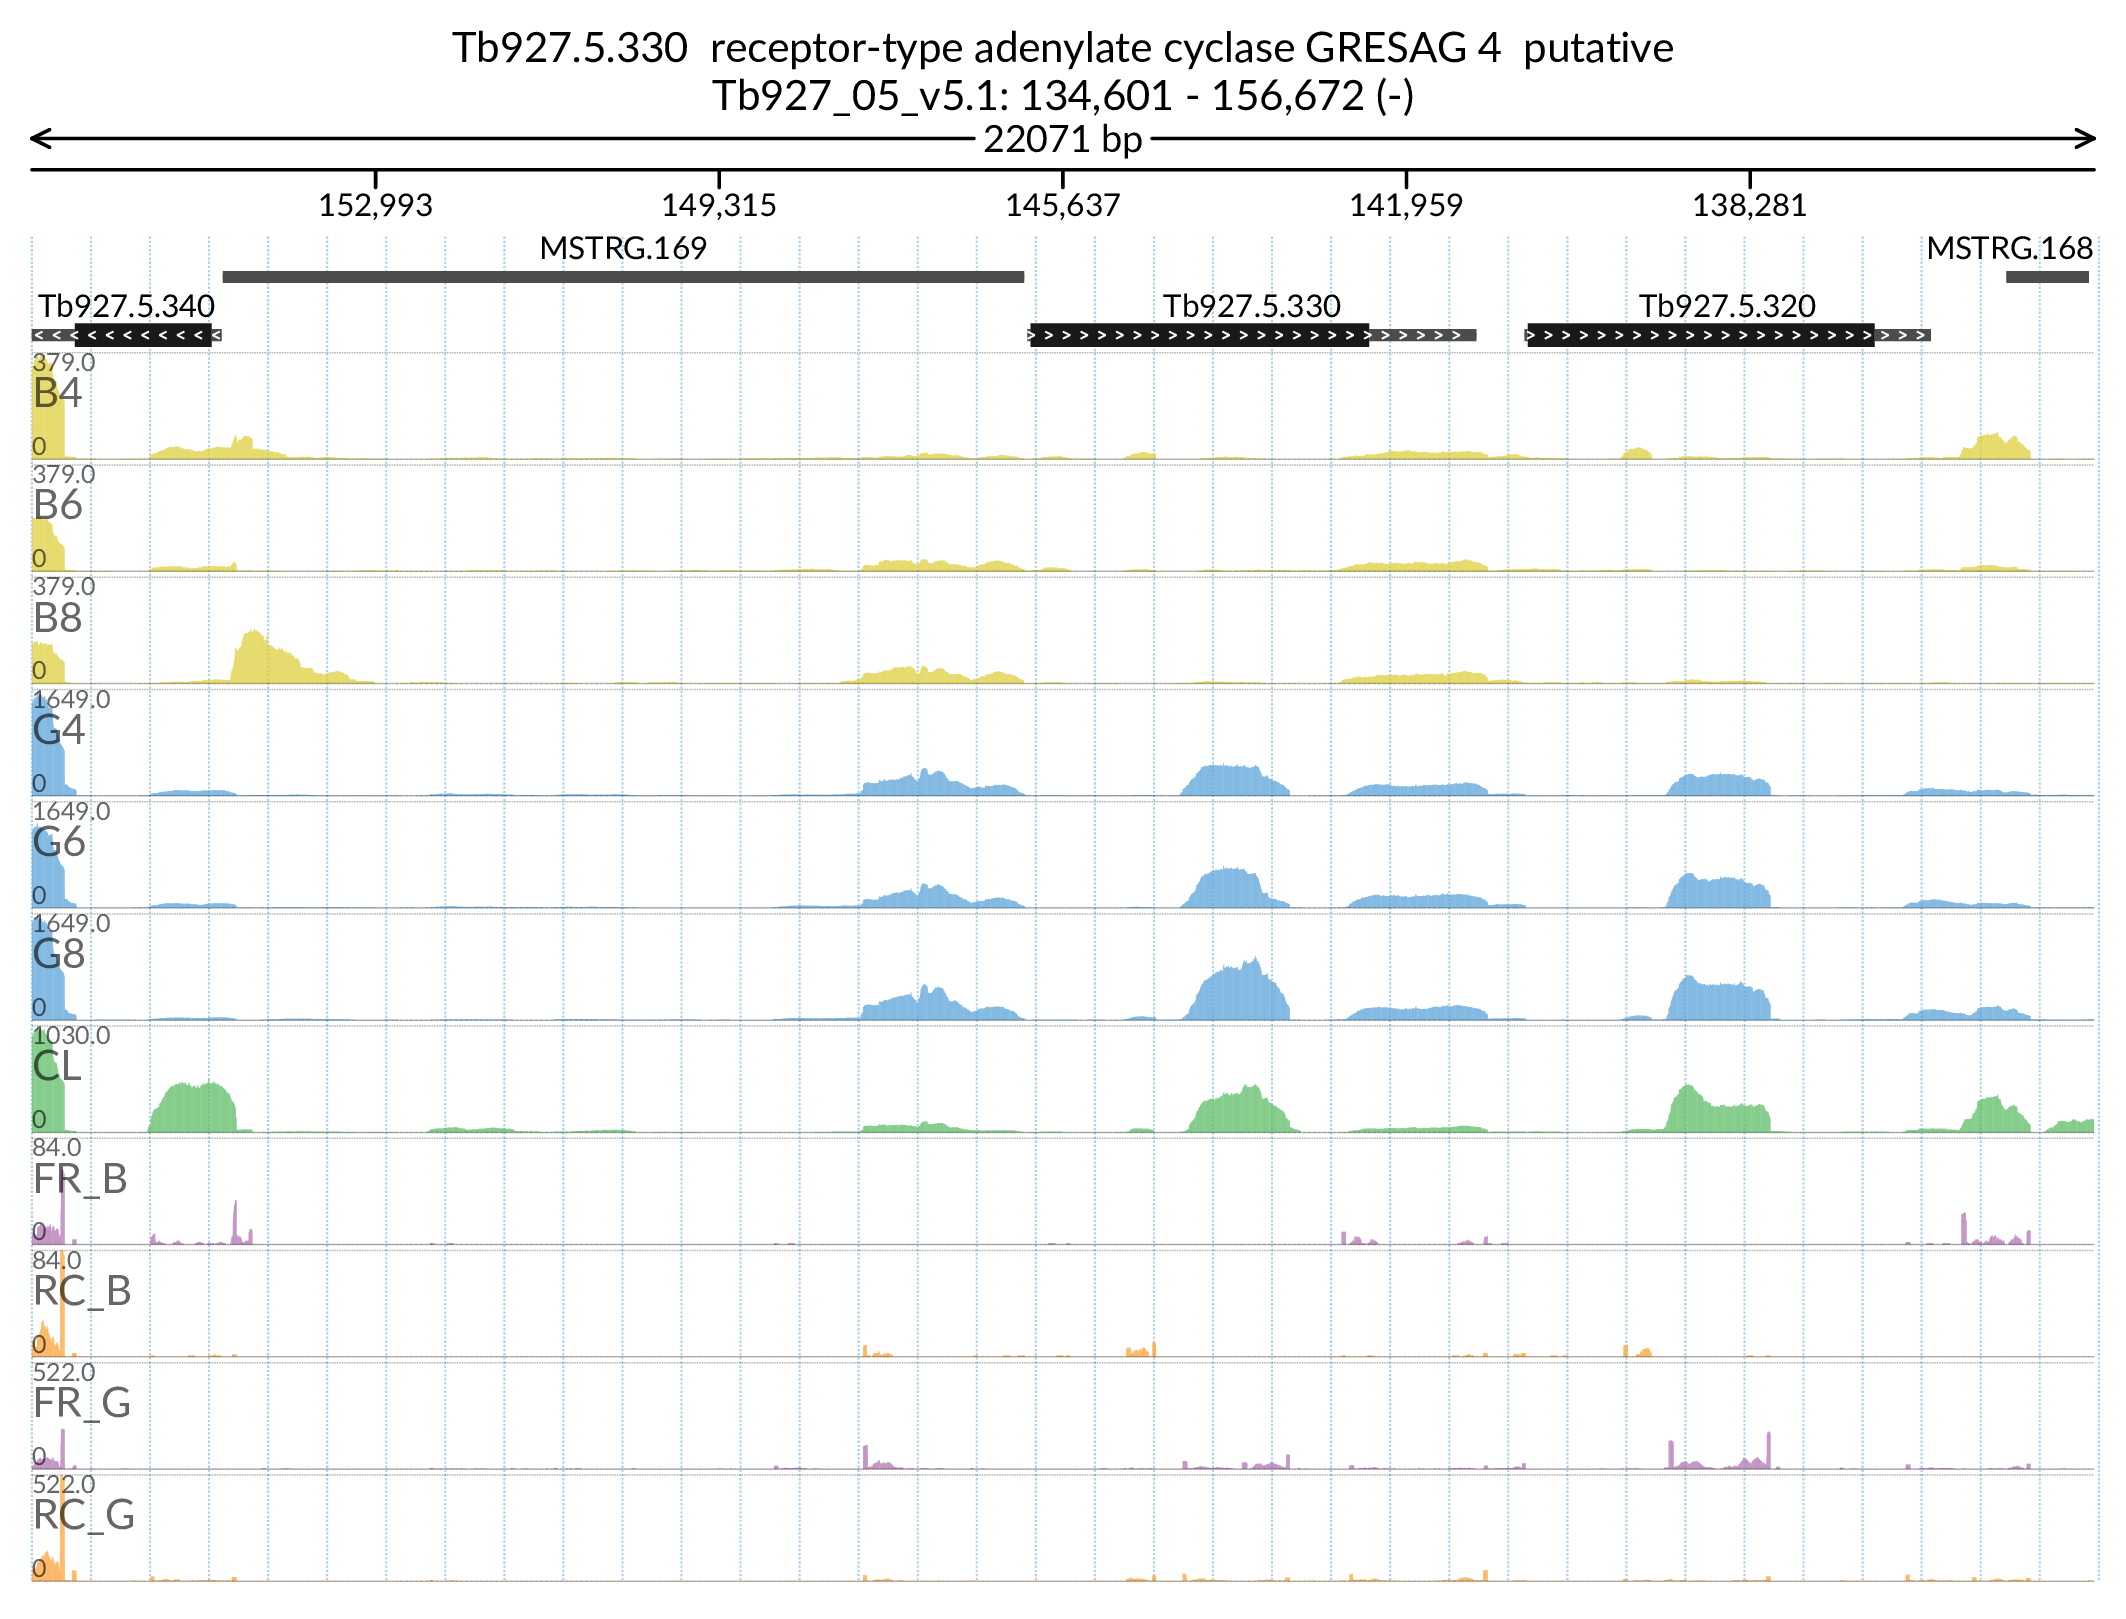 Tb927.5.330  receptor-type adenylate cyclase GRESAG 4  putative
Tb927_05_v5.1: 134,601 - 156,672 (-)
22071 bp
152,993 149,315 145,637 141,959 138,281
MSTRG.169 MSTRG.168
Tb927.5.340 Tb927.5.330 Tb927.5.320
379.0
B4
0
379.0
B6
0
379.0
B8
0
1649.0
G4
0
1649.0
G6
0
1649.0
G8
0
1030.0
CL
0
84.0
FR_B
0
84.0
RC_B
0
522.0
FR_G
0
522.0
RC_G
0